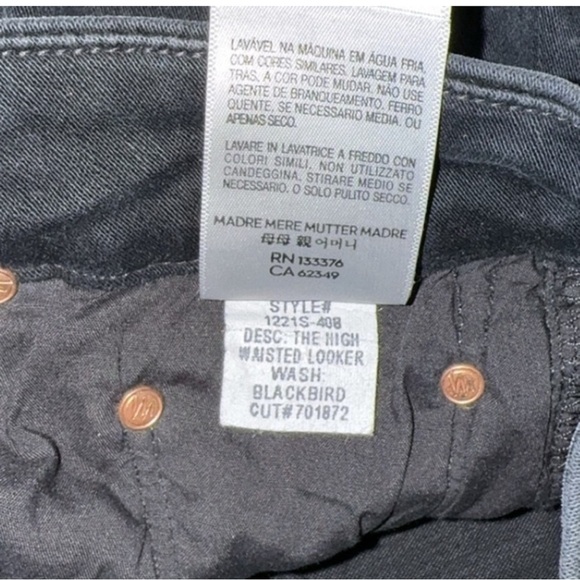 LAVÁVEL NA MÁQUINA EM ÁGUA FRIA,
COM CORES SIMILARES. LAVAGEM PARA
TRAS, A COR PODE MUDAR. NÃO USE
AGENTE DE BRANQUEAMENTO. FERRO
QUENTE, SE NECESSARIO MEDIA. OU
APENAS SECO.
LAVARE IN LAVATRICE A FREDDO CON
COLORI SIMILI, NON UTILIZZATO
CANDEGGINA. STIRARE MEDIO SE
NECESSARIO. O SOLO PULITO SECCO.
MADRE MERE MUTTER MADRE
母母 親 어머니
RN 133376
CA 62349
STYLE#
1221S-408
DESC: THE HIGH
WAISTED LOOKER
WASH:
BLACKBIRD
CUT#701872